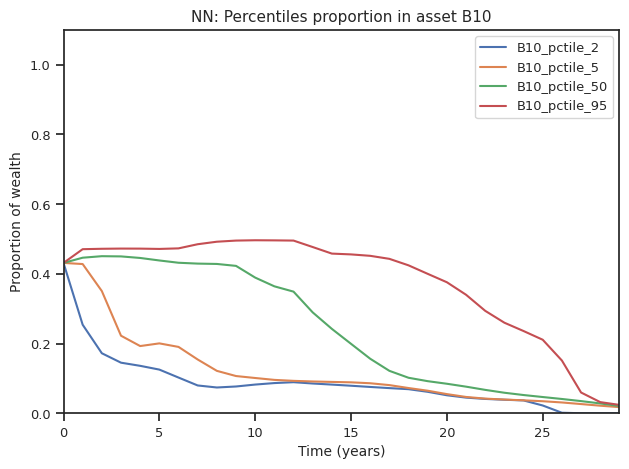 NN: Percentiles proportion in asset B10
B10_pctile_2
B10_pctile_5
B10_pctile_50
B10_pctile_95
Proportion of wealth
1.0
0.8
0.6
0.4
0.2
0.0
0 5 10 15 20 25
Time (years)